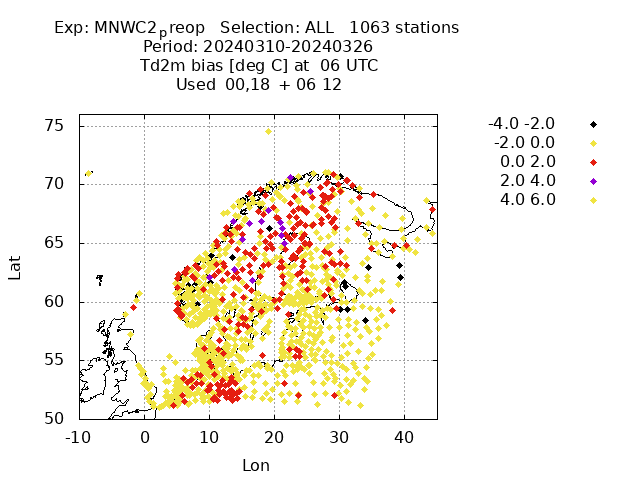 Exp: MNWC2preop   Selection: ALL   1063 stations
Period: 20240310-20240326
Td2m bias [deg C] at  06 UTC
Used  00,18  + 06 12
-4.0 -2.0
-2.0 0.0
0.0 2.0
2.0 4.0
4.0 6.0
75
70
65
60
55
50
Lat
-10 0 10 20 30 40
Lon